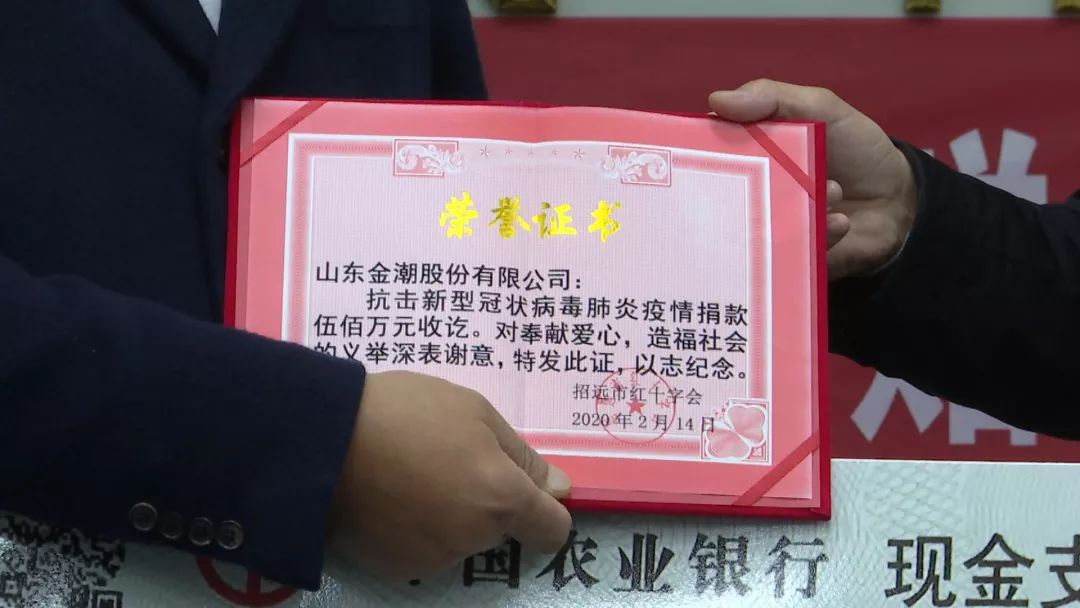 荣誉证书
山东金潮股份有限公司：
抗击新型冠状病毒肺炎疫情捐款
伍佰万元收讫。对奉献爱心，造福社会
的义举深表谢意，特发此证，以志纪念。
招远市红十字会
2020年2月14日
国农业银行 现金支